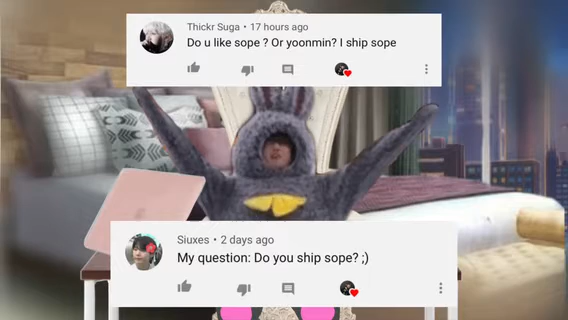 Thickr Suga • 17 hours ago
Do u like sope ? Or yoonmin? I ship sope
Siuxes • 2 days ago
My question: Do you ship sope? ;)